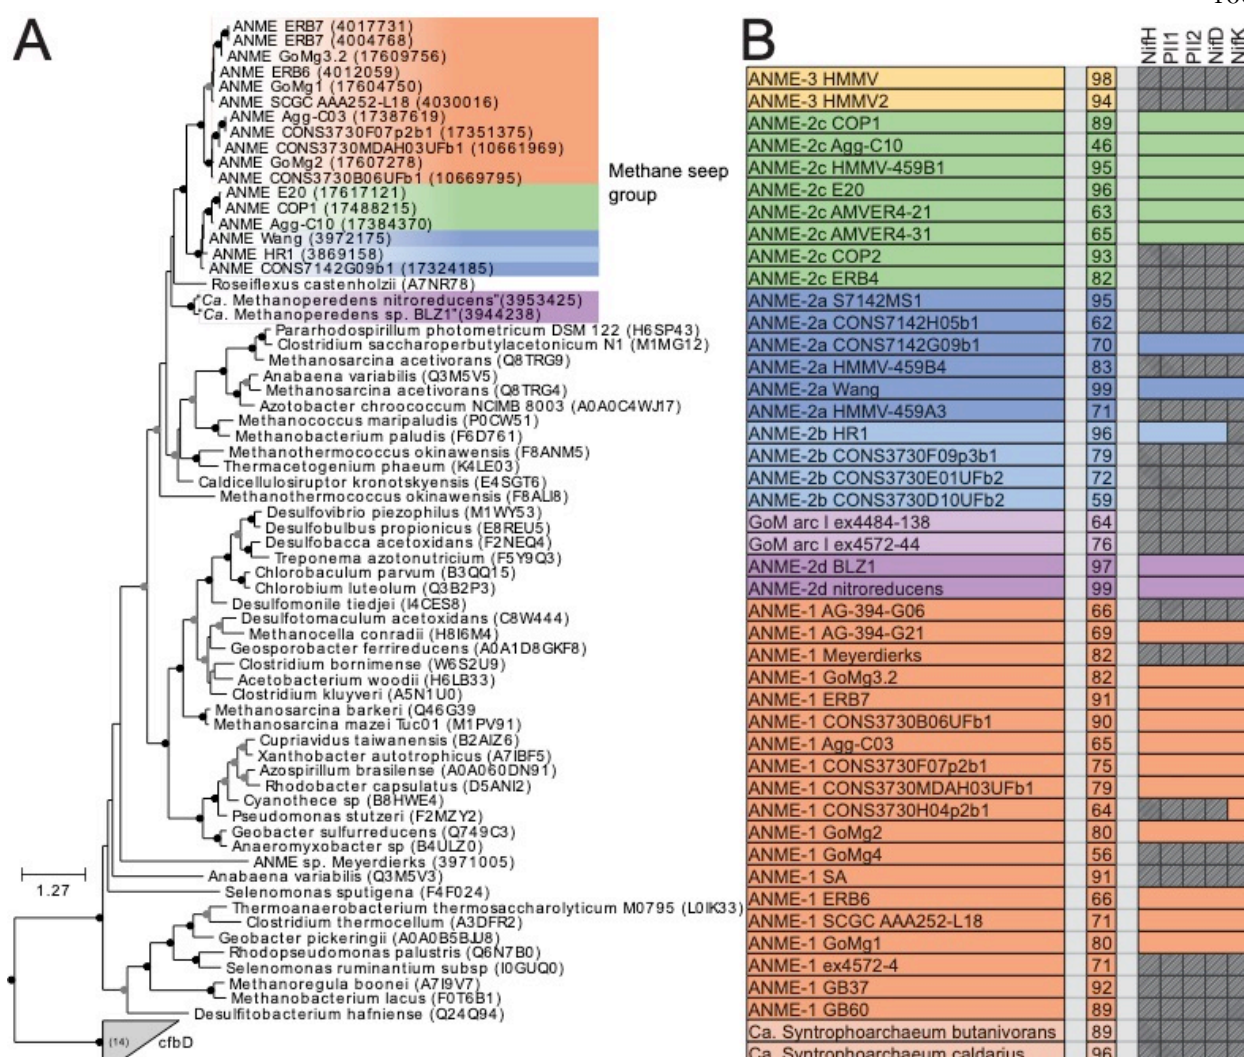 A
ANME ERB7 (4017731)
ANME ERB7 (4004768)
ANME GoMg3.2 (17609756)
ANME ERB6 (4012059)
ANME GoMg1 (17604750)
ANME SCGC AAA252-L18 (4030016)
ANME Agg-C03 (17387619)
ANME CONS3730F07p2b1 (17351375)
ANME CONS3730MDAH03UFb1 (10661969)
ANME GoMg2 (17607278)
ANME CONS3730B06UFb1 (10669795)
ANME E20 (17617121)
ANME COP1 (17488215)
ANME Agg-C10 (17384370)
ANME Wang (3972175)
ANME HR1 (3869158)
ANME CONS7142G09b1 (17324185)
Methane seep
group
Roseiflexus castenholzii (A7NR78)
Ca. Methanoperedens nitroreducens"(3953425)
Ca. Methanoperedens sp. BLZ1"(3944238)
Pararhodospirillum photometricum DSM 122 (H6SP43)
Clostridium saccharoperbutylacetonicum N1 (M1MG12)
Methanosarcina acetivorans (Q8TRG9)
Anabaena variabilis (Q3M5V5)
Methanosarcina acetivorans (Q8TRG4)
Azotobacter chroococcum NCIMB 8003 (A0A0C4WJ17)
Methanococcus maripaludis (P0CW51)
Methanobacterium paludis (F6D761)
Methanothermococcus okinawensis (F8ANM5)
Thermacetogenium phaeum (K4LE03)
Caldicellulosiruptor kronotskyensis (E4SGT6)
Methanothermococcus okinawensis (F8ALI8)
Desulfovibrio piezophilus (M1WY53)
Desulfobulbus propionicus (E8REU5)
Desulfobacca acetoxidans (F2NEQ4)
Treponema azotonutricium (F5Y9Q3)
Chlorobaculum parvum (B3QQ15)
Chlorobium luteolum (Q3B2P3)
Desulfomonile tiedjei (I4CES8)
Desulfotomaculum acetoxidans (C8W444)
Methanocella conradii (H8I6M4)
Geosporobacter ferrireducens (A0A1D8GKF8)
Clostridium bornimense (W6S2U9)
Acetobacterium woodii (H6LB33)
Clostridium kluyveri (A5N1U0)
Methanosarcina barkeri (Q46G39
Methanosarcina mazei Tuc01 (M1PV91)
Cupriavidus taiwanensis (B2AIZ6)
Xanthobacter autotrophicus (A7IBF5)
Azospirillum brasilense (A0A060DN91)
Rhodobacter capsulatus (D5ANI2)
Cyanothece sp (B8HWE4)
Pseudomonas stutzeri (F2MZY2)
Geobacter sulfurreducens (Q749C3)
Anaeromyxobacter sp (B4ULZ0)
ANME sp. Meyerdierks (3971005)
Anabaena variabilis (Q3M5V3)
Selenomonas sputigena (F4F024)
Thermoanaerobacterium thermosaccharolyticum M0795 (L0IK33)
Clostridium thermocellum (A3DFR2)
Geobacter pickeringii (A0A0B5BJJ8)
Rhodopseudomonas palustris (Q6N7B0)
Selenomonas ruminantium subsp (I0GUQ0)
Methanoregula boonei (A7I9V7)
Methanobacterium lacus (F0T6B1)
Desulfitobacterium hafniense (Q24Q94)
(14) cfbD
1.27
B
NifH PII1 PII2 NifD NifK
ANME-3 HMMV 98
ANME-3 HMMV2 94
ANME-2c COP1 89
ANME-2c Agg-C10 46
ANME-2c HMMV-459B1 95
ANME-2c E20 96
ANME-2c AMVER4-21 63
ANME-2c AMVER4-31 65
ANME-2c COP2 93
ANME-2c ERB4 82
ANME-2a S7142MS1 95
ANME-2a CONS7142H05b1 62
ANME-2a CONS7142G09b1 70
ANME-2a HMMV-459B4 83
ANME-2a Wang 99
ANME-2a HMMV-459A3 71
ANME-2b HR1 96
ANME-2b CONS3730F09p3b1 79
ANME-2b CONS3730E01UFb2 72
ANME-2b CONS3730D10UFb2 59
GoM arc I ex4484-138 64
GoM arc I ex4572-44 76
ANME-2d BLZ1 97
ANME-2d nitroreducens 99
ANME-1 AG-394-G06 66
ANME-1 AG-394-G21 69
ANME-1 Meyerdierks 82
ANME-1 GoMg3.2 82
ANME-1 ERB7 91
ANME-1 CONS3730B06UFb1 90
ANME-1 Agg-C03 65
ANME-1 CONS3730F07p2b1 75
ANME-1 CONS3730MDAH03UFb1 79
ANME-1 CONS3730H04p2b1 64
ANME-1 GoMg2 80
ANME-1 GoMg4 56
ANME-1 SA 91
ANME-1 ERB6 66
ANME-1 SCGC AAA252-L18 71
ANME-1 GoMg1 80
ANME-1 ex4572-4 71
ANME-1 GB37 92
ANME-1 GB60 89
Ca. Syntrophoarchaeum butanivorans 89
Ca. Syntrophoarchaeum caldarius 96